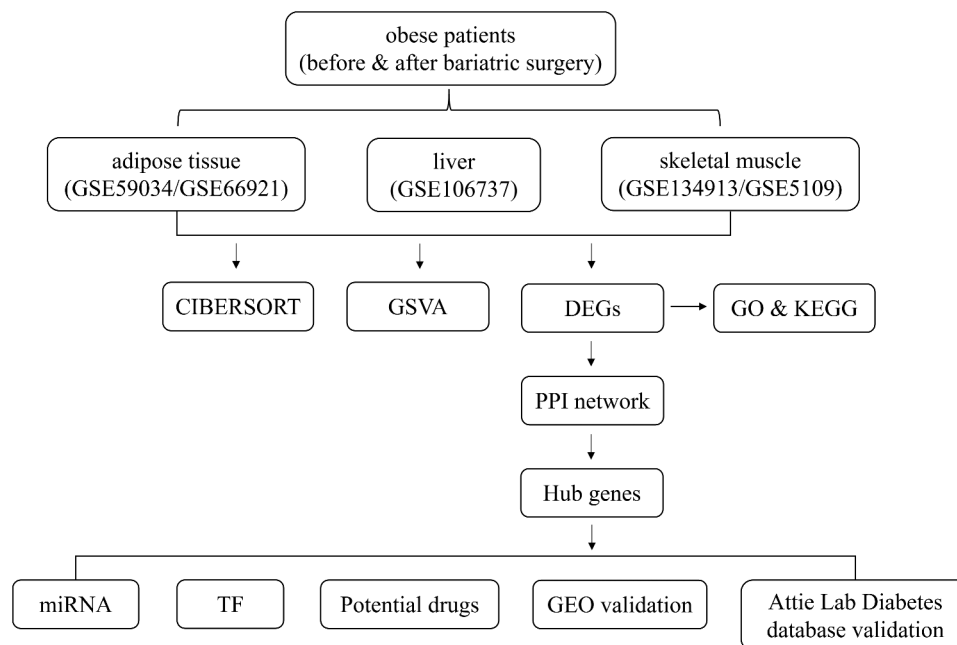 obese patients
(before & after bariatric surgery)
adipose tissue
(GSE59034/GSE66921)
liver
(GSE106737)
skeletal muscle
(GSE134913/GSE5109)
CIBERSORT
GSVA
DEGs
GO & KEGG
PPI network
Hub genes
miRNA
TF
Potential drugs
GEO validation
Attie Lab Diabetes
database validation